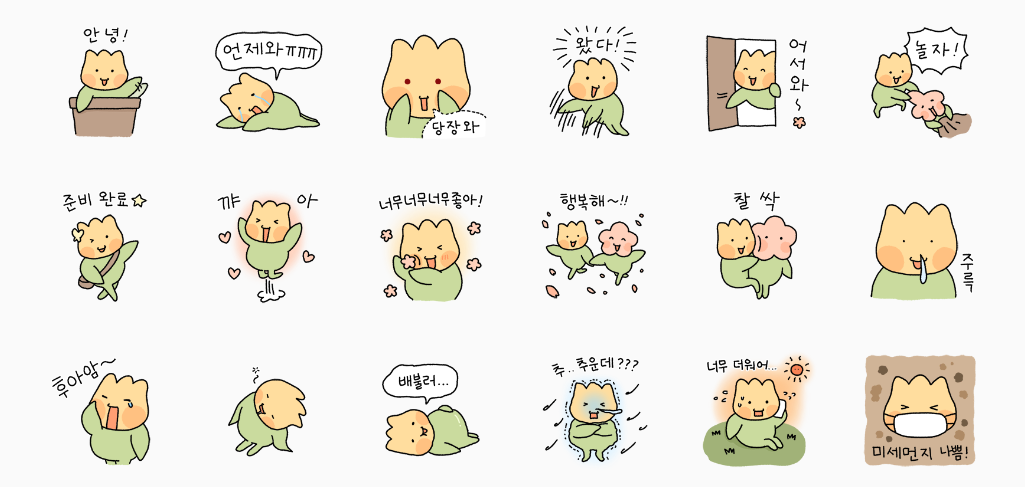 안녕!
언제와ㅠㅠㅠ
당장와
왔다!
어서와~
놀자!
준비 완료
꺄아
너무너무너무좋아!
행복해~!!
찰싹
주륵
후아암~
배불러...
추..추운데???
너무 더워어...
??
미세먼지 나쁨!